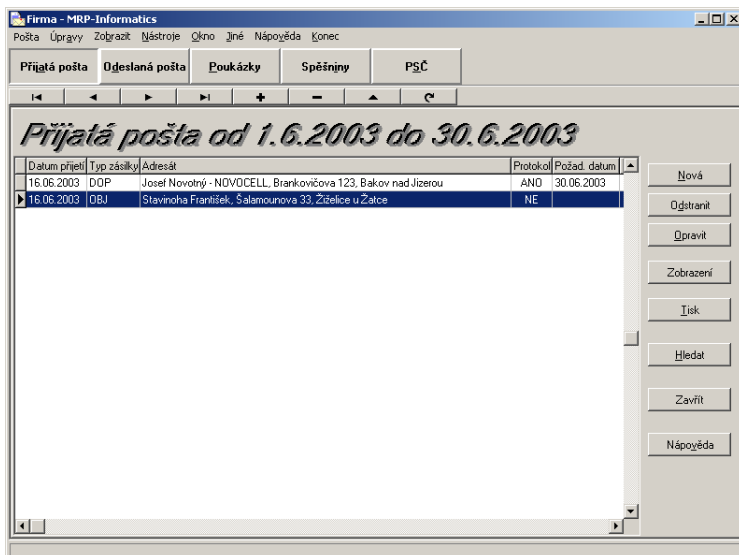 Firma - MRP-Informatics
Pošta Úpravy Zobrazit Nástroje Okno Jiné Nápověda Konec
Přijatá pošta Odeslaná pošta Poukázky Spěšniny PSČ
Přijatá pošta od 1.6.2003 do 30.6.2003
Datum přijetí Typ zásilky Adresát Protokol Požad. datum
16.06.2003 DOP Josef Novotný - NOVOCELL, Brankovičova 123, Bakov nad Jizerou ANO 30.06.2003
16.06.2003 OBJ Stavinoha František, Šalamounova 33, Žiželice u Žatce NE
Nová
Odstranit
Opravit
Zobrazení
Tisk
Hledat
Zavřít
Nápověda